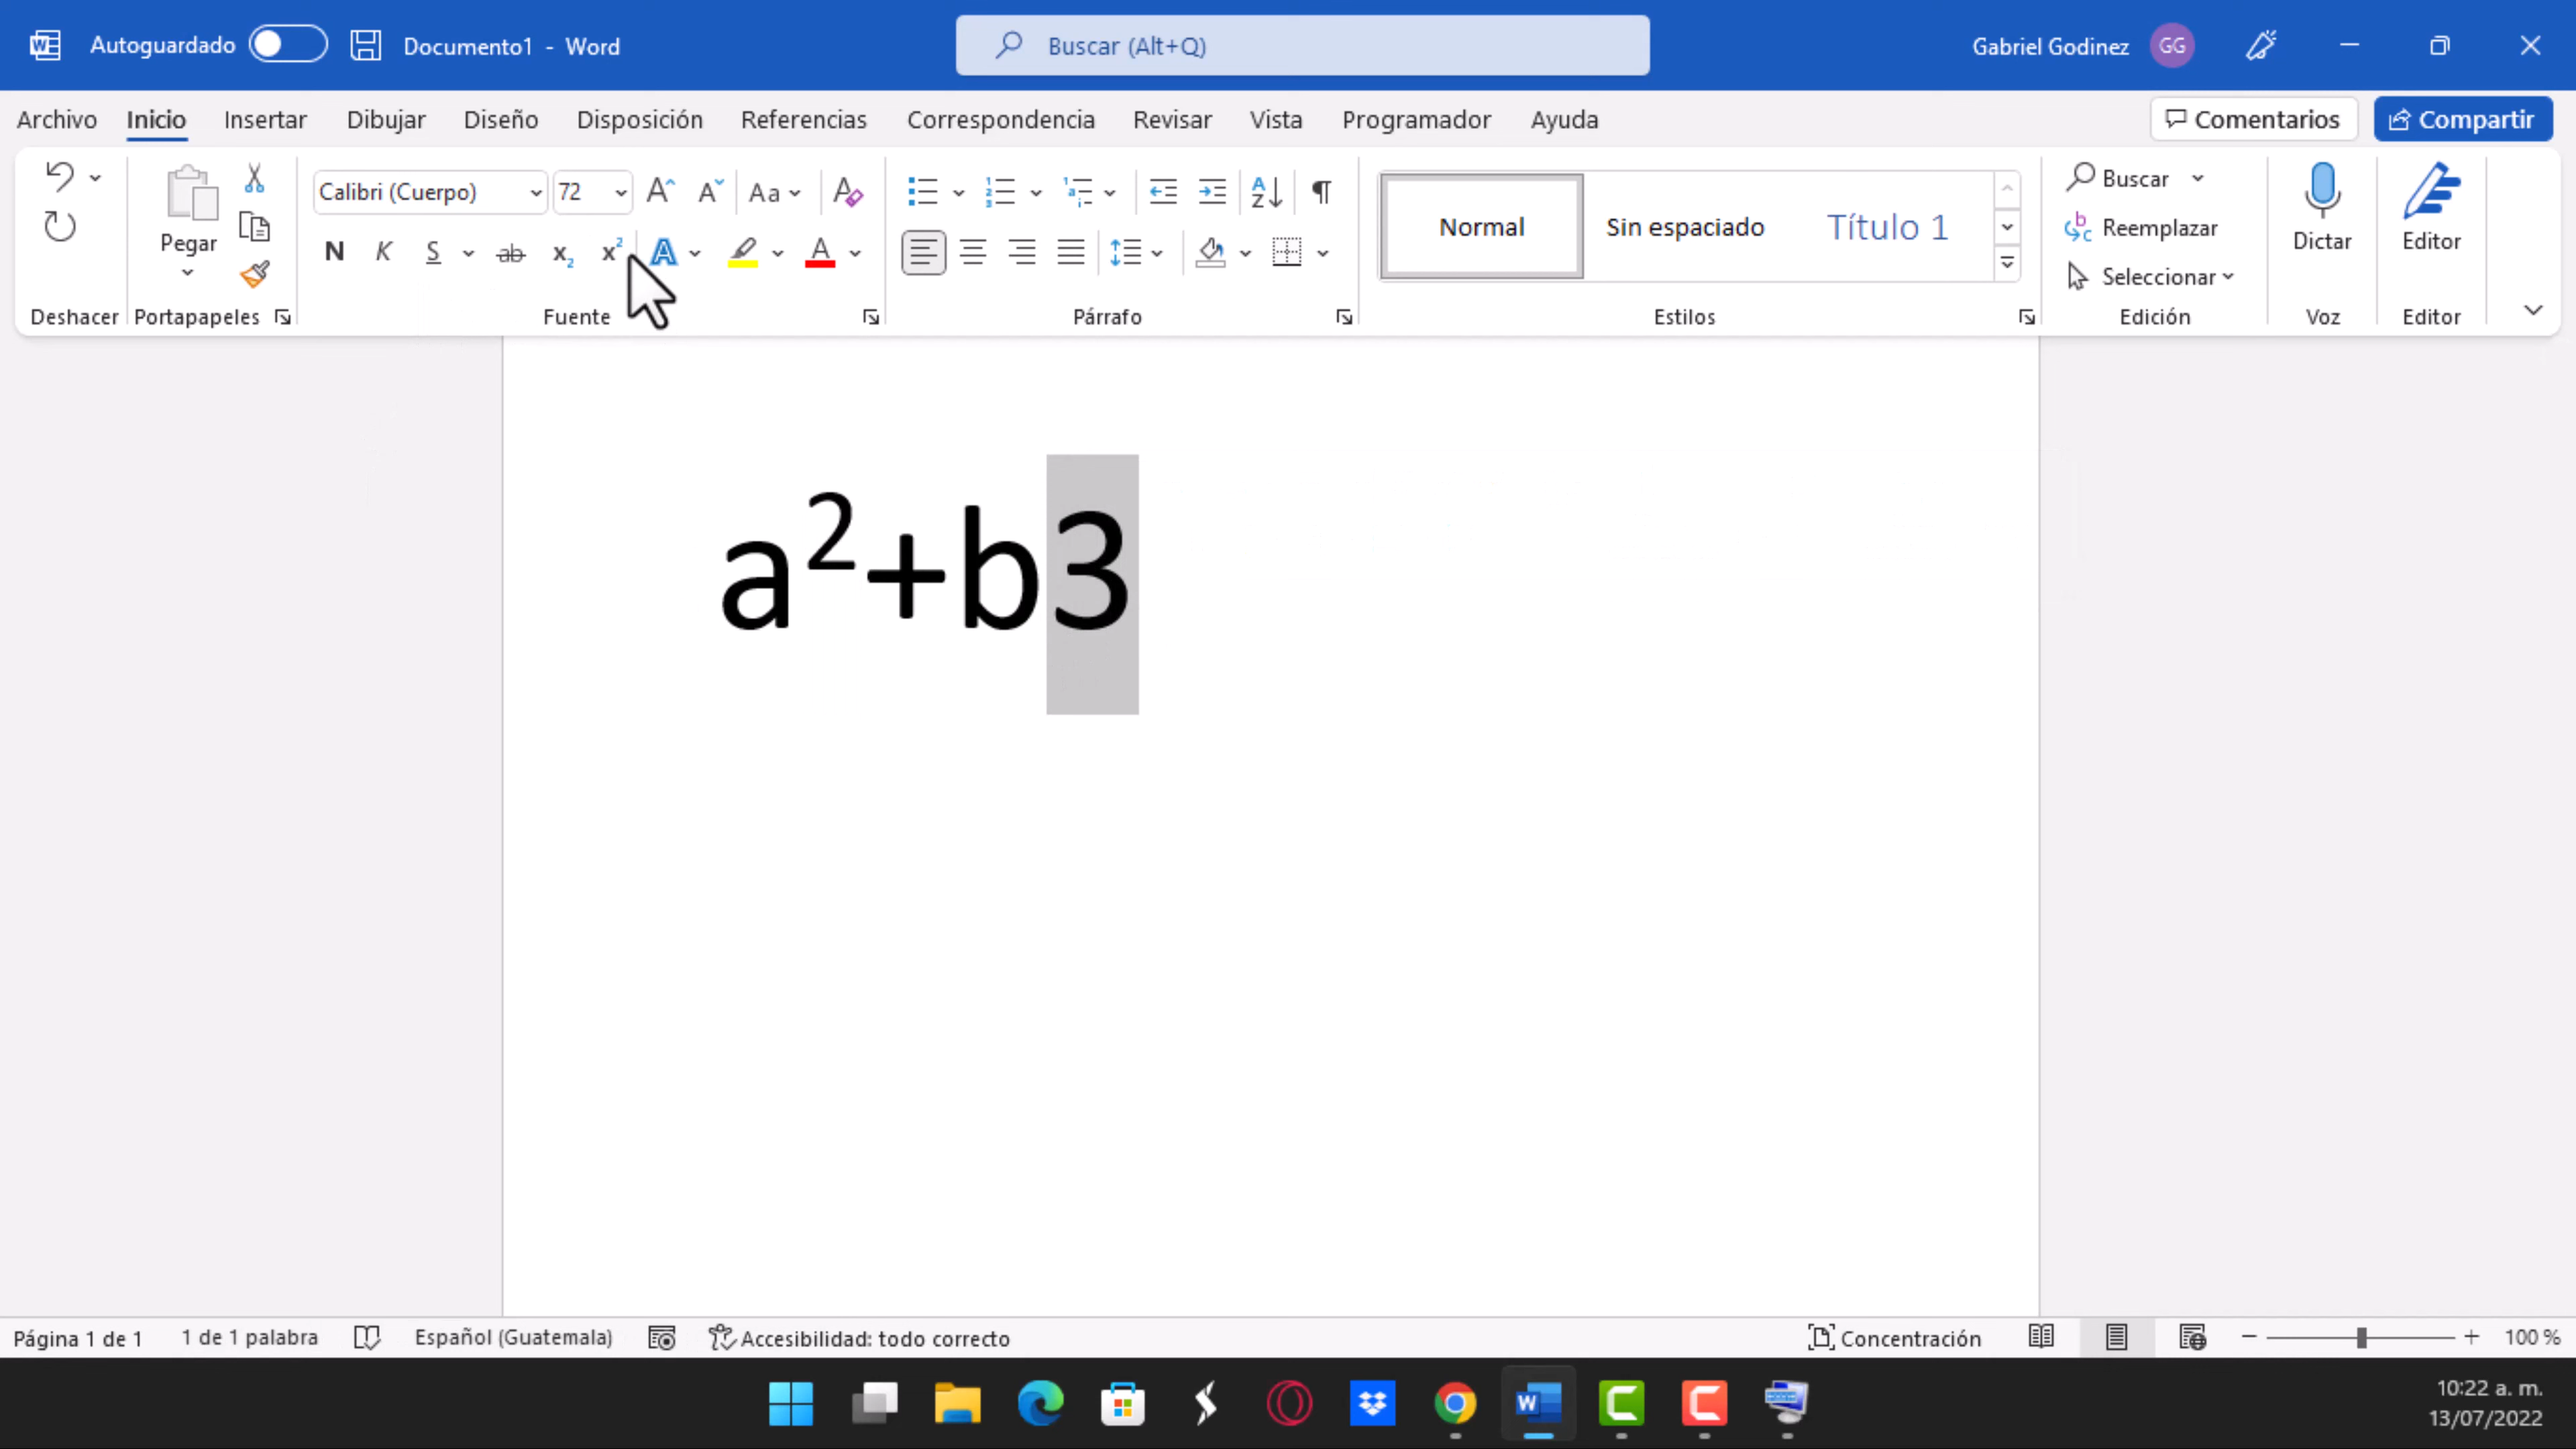 Autoguardado Documento1 - Word Buscar (Alt+Q) Gabriel Godinez GG
Archivo Inicio Insertar Dibujar Diseño Disposición Referencias Correspondencia Revisar Vista Programador Ayuda Comentarios Compartir
Pegar
Deshacer
Portapapeles
Calibri (Cuerpo) 72 A A Aa A
N K S ab x₂ x² A A
Fuente
Párrafo
Normal Sin espaciado Título 1
Estilos
Buscar
Reemplazar
Seleccionar
Edición
Dictar
Voz
Editor
Editor
a²+b3
Página 1 de 1 1 de 1 palabra Español (Guatemala) Accesibilidad: todo correcto Concentración 100 %
10:22 a. m.
13/07/2022